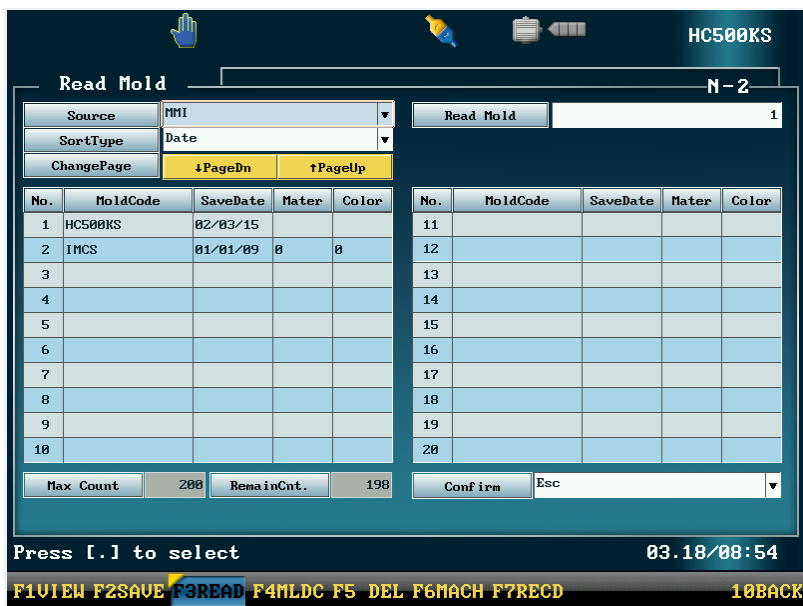 HC500KS
Read Mold N-2
Source MMI Read Mold 1
SortType Date
ChangePage ↓PageDn ↑PageUp
No. MoldCode SaveDate Mater Color No. MoldCode SaveDate Mater Color
1 HC500KS 02/03/15 11
2 IMCS 01/01/09 0 0 12
3 13
4 14
5 15
6 16
7 17
8 18
9 19
10 20
Max Count 200 RemainCnt. 198 Confirm Esc
Press [.] to select 03.18/08:54
F1VIEW F2SAVE F3READ F4MLDC F5 DEL F6MACH F7RECD 10BACK